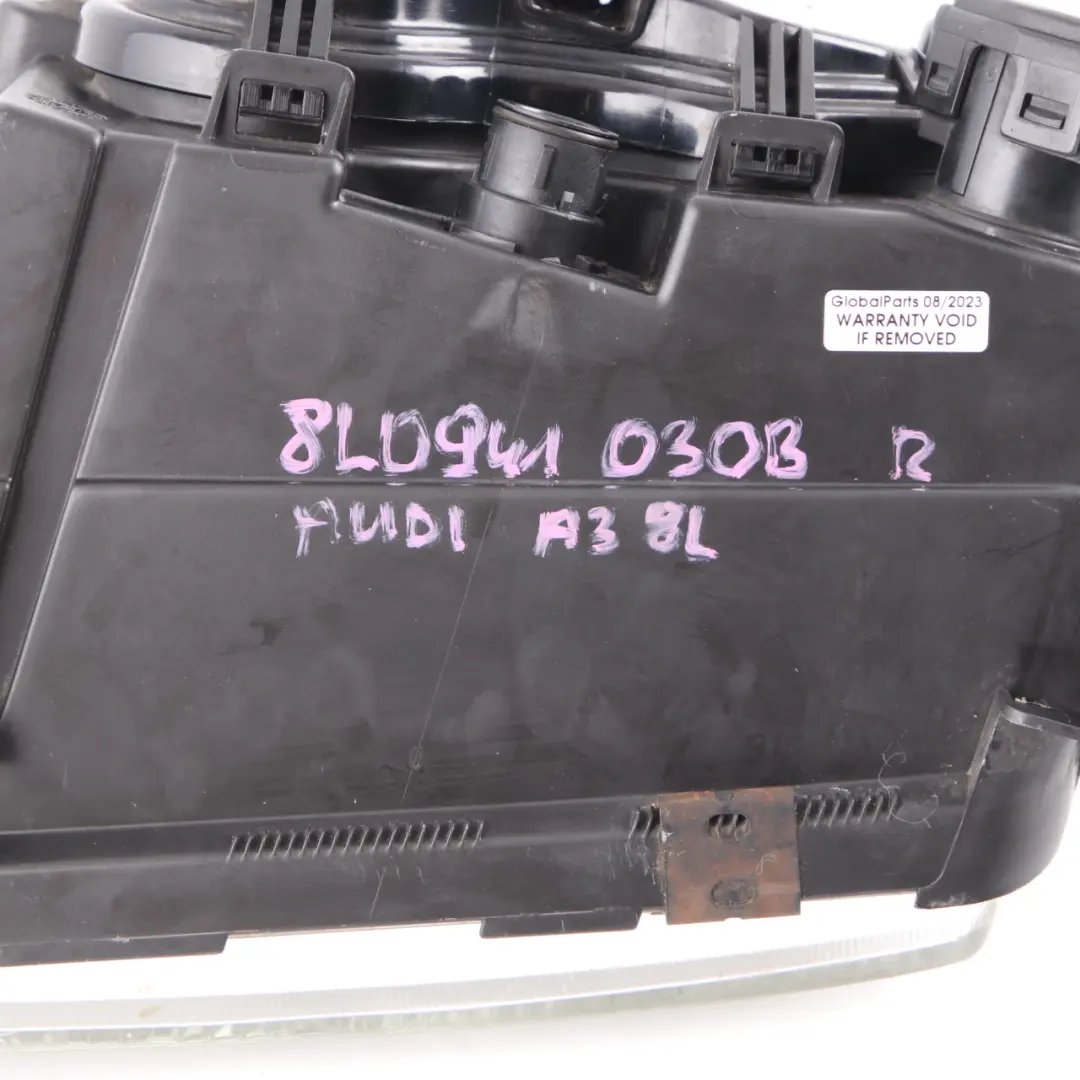 GlobalParts 08/2023
WARRANTY VOID
IF REMOVED
8L0941 030B R
AUDI A3 8L